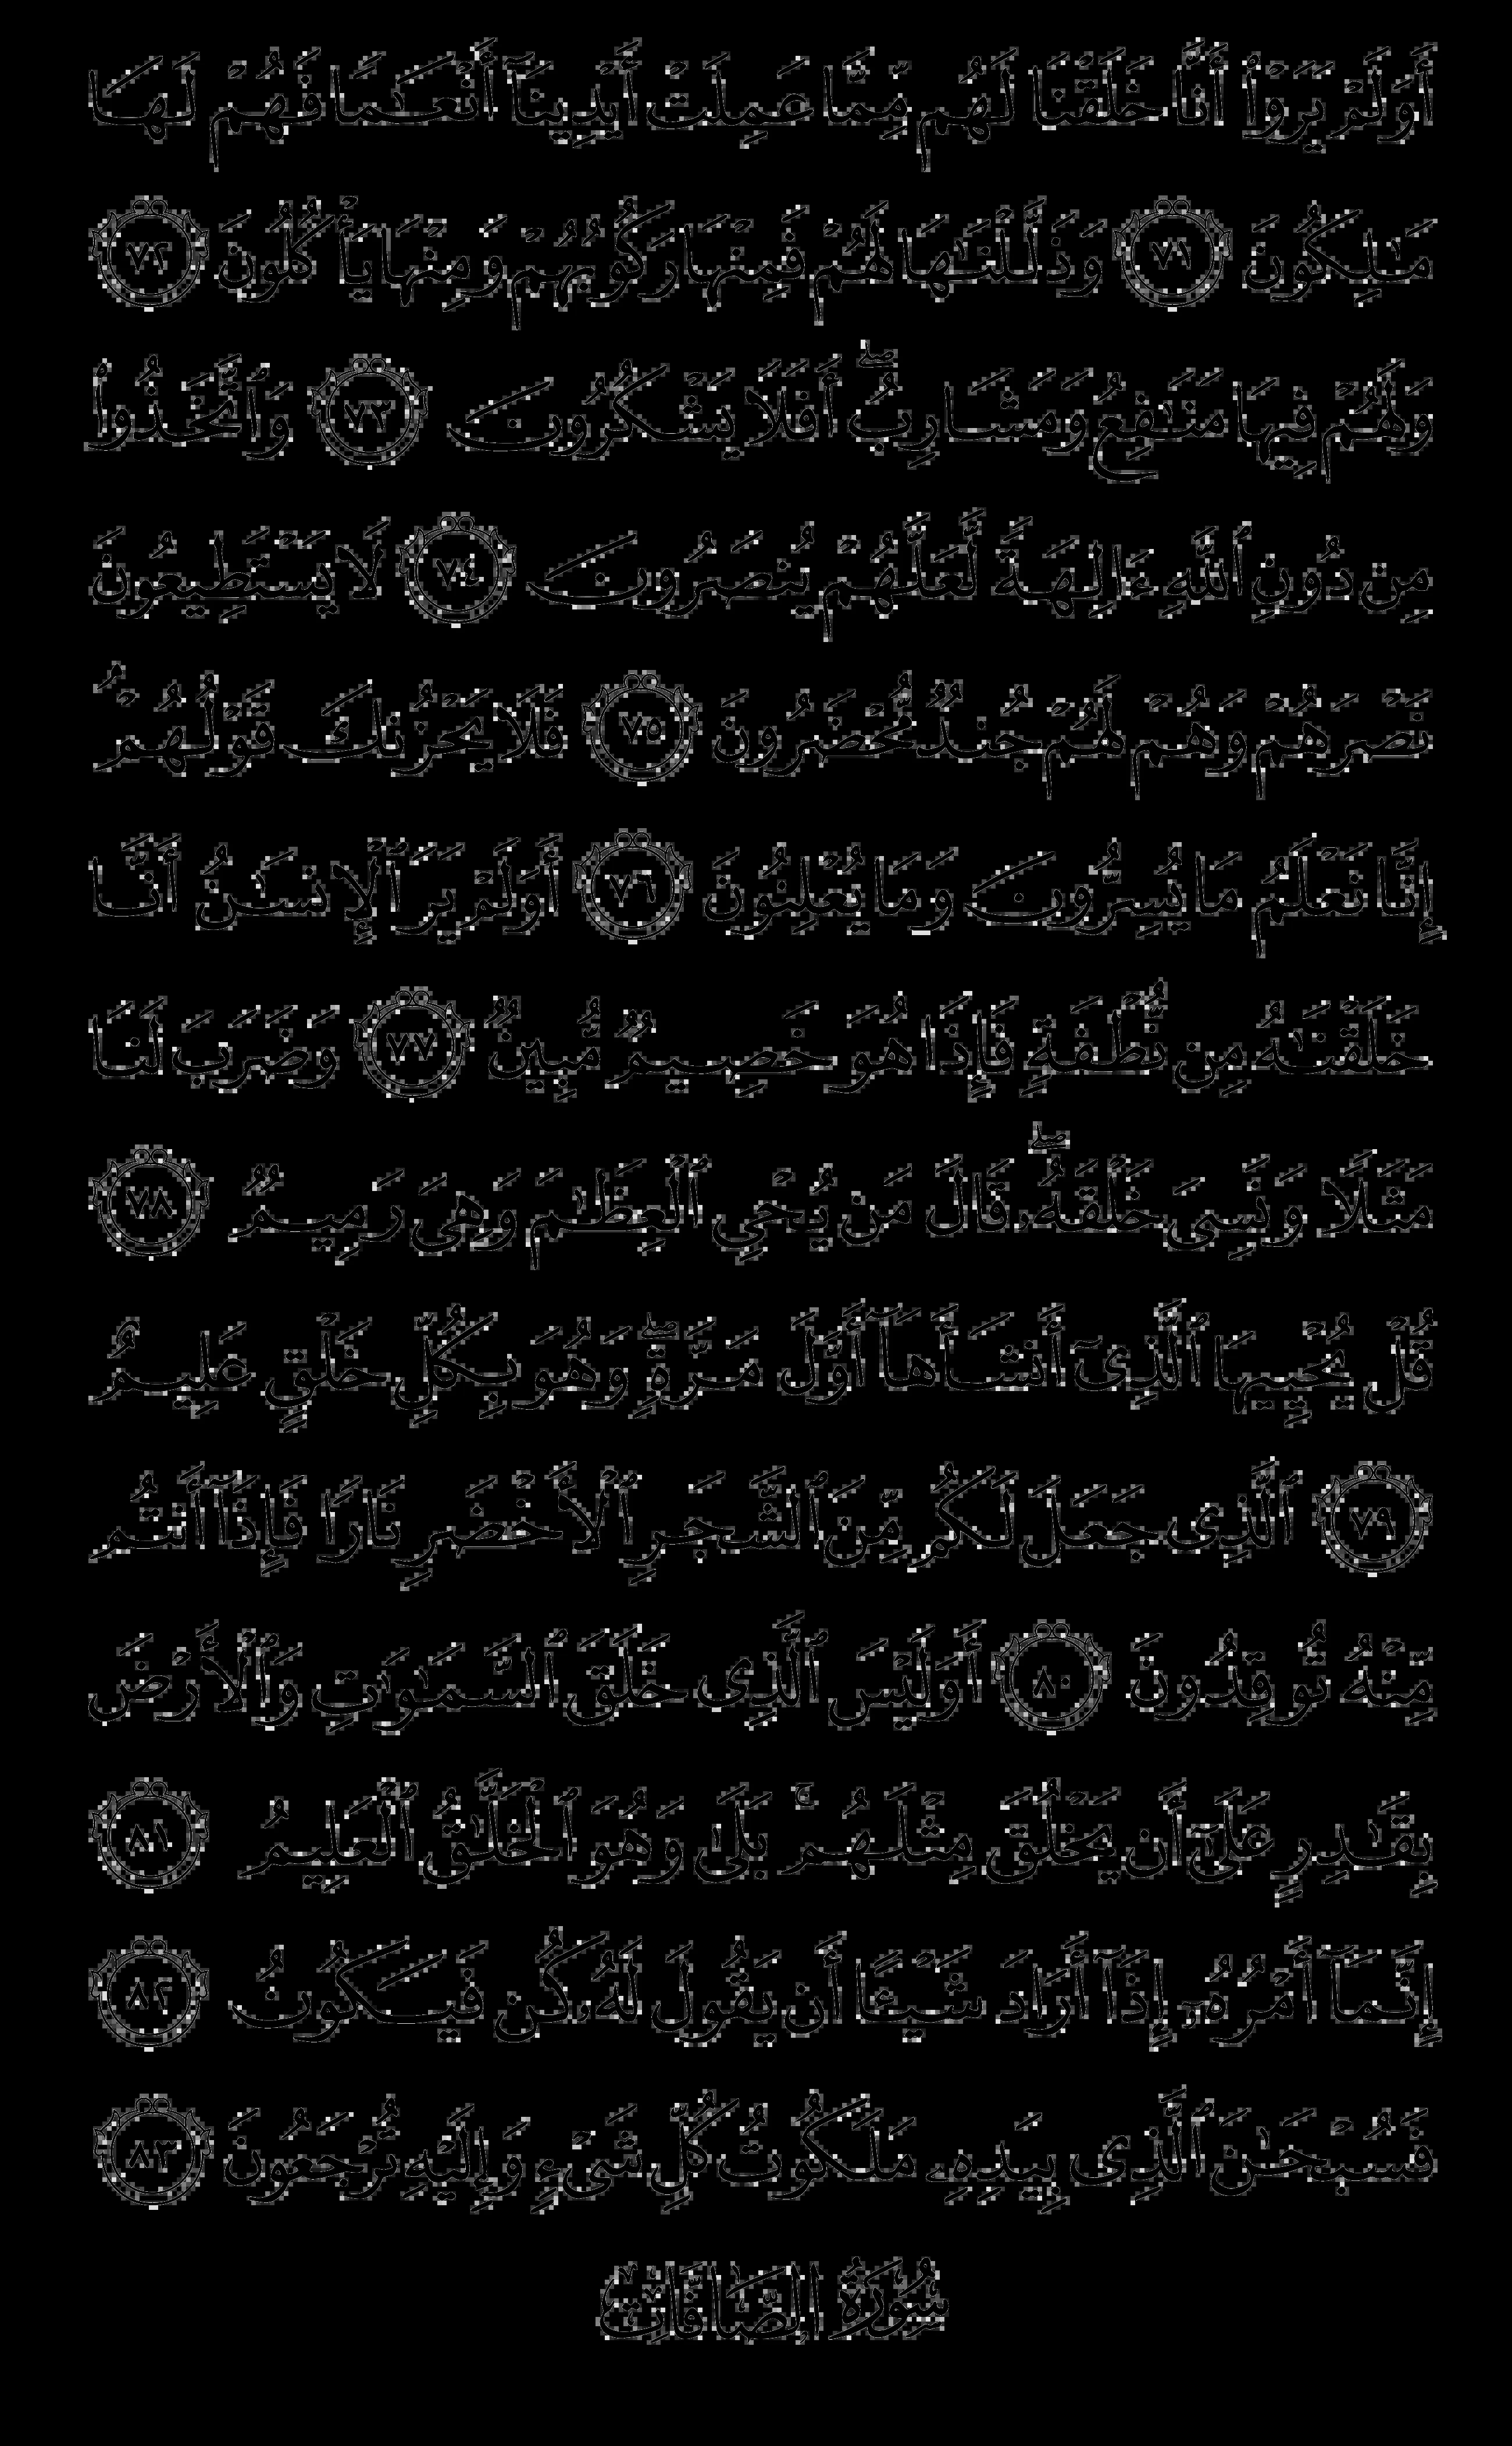 أَوَلَمْ يَرَوْا۟ أَنَّا خَلَقْنَا لَهُم مِّمَّا عَمِلَتْ أَيْدِينَآ أَنْعَـٰمًا فَهُمْ لَهَا
مَـٰلِكُونَ ٧١ وَذَلَّلْنَـٰهَا لَهُمْ فَمِنْهَا رَكُوبُهُمْ وَمِنْهَا يَأْكُلُونَ ٧٢
وَلَهُمْ فِيهَا مَنَـٰفِعُ وَمَشَارِبُ ۖ أَفَلَا يَشْكُرُونَ ٧٣ وَٱتَّخَذُوا۟
مِن دُونِ ٱللَّهِ ءَالِهَةً لَّعَلَّهُمْ يُنصَرُونَ ٧٤ لَا يَسْتَطِيعُونَ
نَصْرَهُمْ وَهُمْ لَهُمْ جُندٌ مُّحْضَرُونَ ٧٥ فَلَا يَحْزُنكَ قَوْلُهُمْ ۘ
إِنَّا نَعْلَمُ مَا يُسِرُّونَ وَمَا يُعْلِنُونَ ٧٦ أَوَلَمْ يَرَ ٱلْإِنسَـٰنُ أَنَّا
خَلَقْنَـٰهُ مِن نُّطْفَةٍ فَإِذَا هُوَ خَصِيمٌ مُّبِينٌ ٧٧ وَضَرَبَ لَنَا
مَثَلًا وَنَسِىَ خَلْقَهُۥ ۖ قَالَ مَن يُحْىِ ٱلْعِظَـٰمَ وَهِىَ رَمِيمٌ ٧٨
قُلْ يُحْيِيهَا ٱلَّذِىٓ أَنشَأَهَآ أَوَّلَ مَرَّةٍ ۖ وَهُوَ بِكُلِّ خَلْقٍ عَلِيمٌ
٧٩ ٱلَّذِى جَعَلَ لَكُم مِّنَ ٱلشَّجَرِ ٱلْأَخْضَرِ نَارًا فَإِذَآ أَنتُم
مِّنْهُ تُوقِدُونَ ٨٠ أَوَلَيْسَ ٱلَّذِى خَلَقَ ٱلسَّمَـٰوَٰتِ وَٱلْأَرْضَ
بِقَـٰدِرٍ عَلَىٰٓ أَن يَخْلُقَ مِثْلَهُم ۚ بَلَىٰ وَهُوَ ٱلْخَلَّـٰقُ ٱلْعَلِيمُ ٨١
إِنَّمَآ أَمْرُهُۥٓ إِذَآ أَرَادَ شَيْـًٔا أَن يَقُولَ لَهُۥ كُن فَيَكُونُ ٨٢
فَسُبْحَـٰنَ ٱلَّذِى بِيَدِهِۦ مَلَكُوتُ كُلِّ شَىْءٍ وَإِلَيْهِ تُرْجَعُونَ ٨٣
سُورَةُ الصَّافَّاتِ